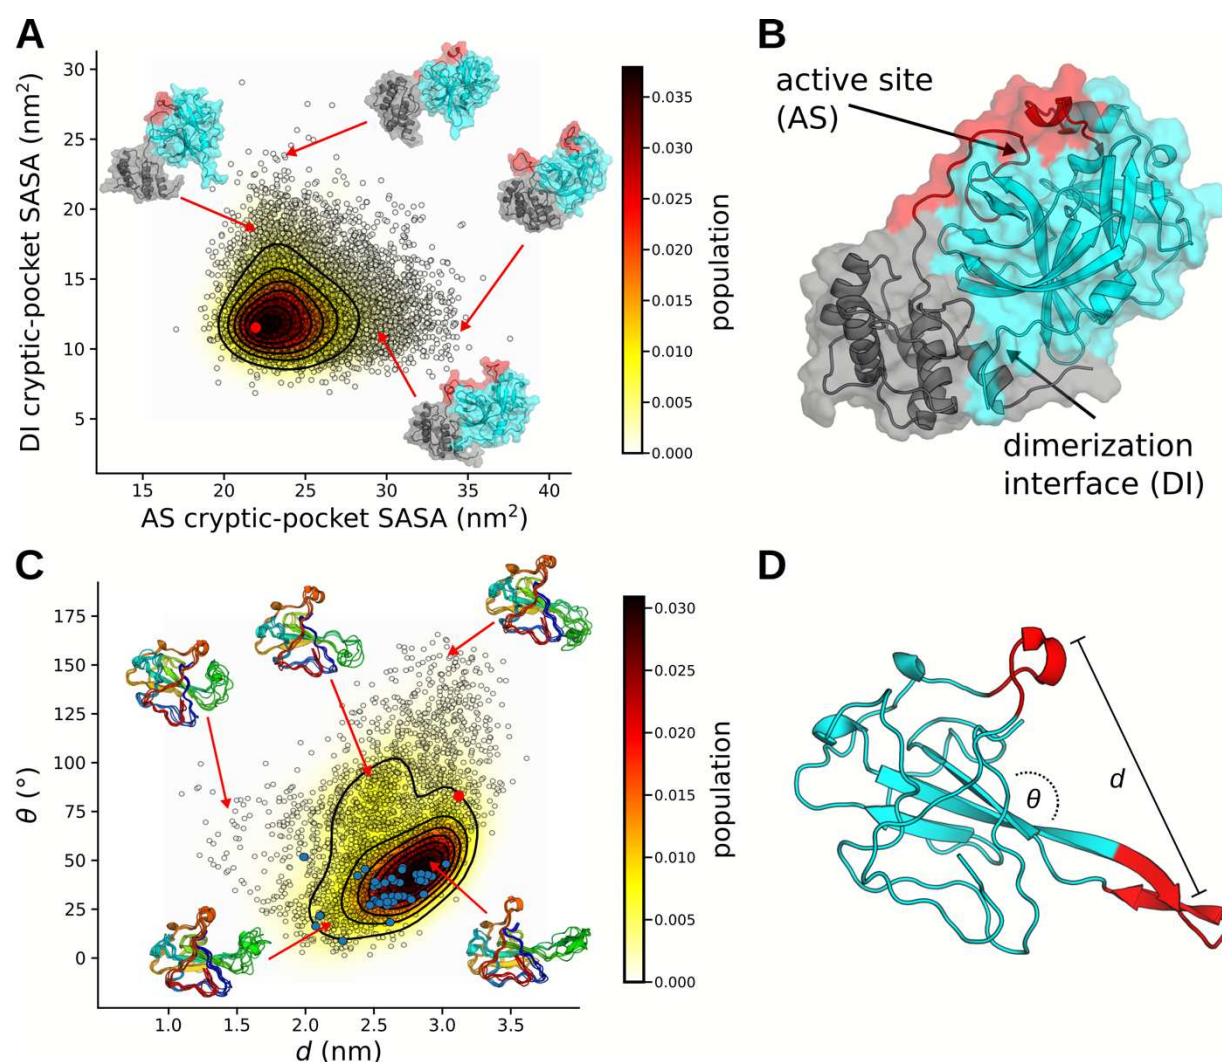 A
DI cryptic-pocket SASA (nm²)
30
25
20
15
10
5
15 20 25 30 35 40
AS cryptic-pocket SASA (nm²)
0.035
0.030
0.025
0.020
0.015
0.010
0.005
0.000
population
B
active site
(AS)
dimerization
interface (DI)
C
θ (°)
175
150
125
100
75
50
25
0
1.0 1.5 2.0 2.5 3.0 3.5
d (nm)
0.030
0.025
0.020
0.015
0.010
0.005
0.000
population
D
θ
d